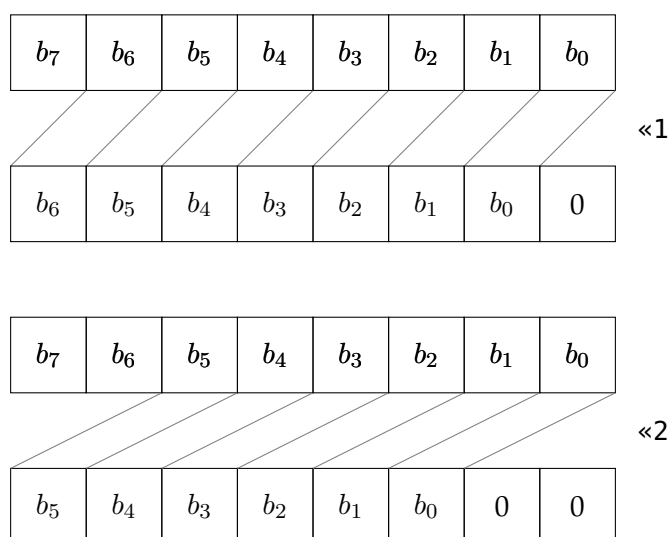 b₇ b₆ b₅ b₄ b₃ b₂ b₁ b₀
«1
b₆ b₅ b₄ b₃ b₂ b₁ b₀ 0
b₇ b₆ b₅ b₄ b₃ b₂ b₁ b₀
«2
b₅ b₄ b₃ b₂ b₁ b₀ 0 0